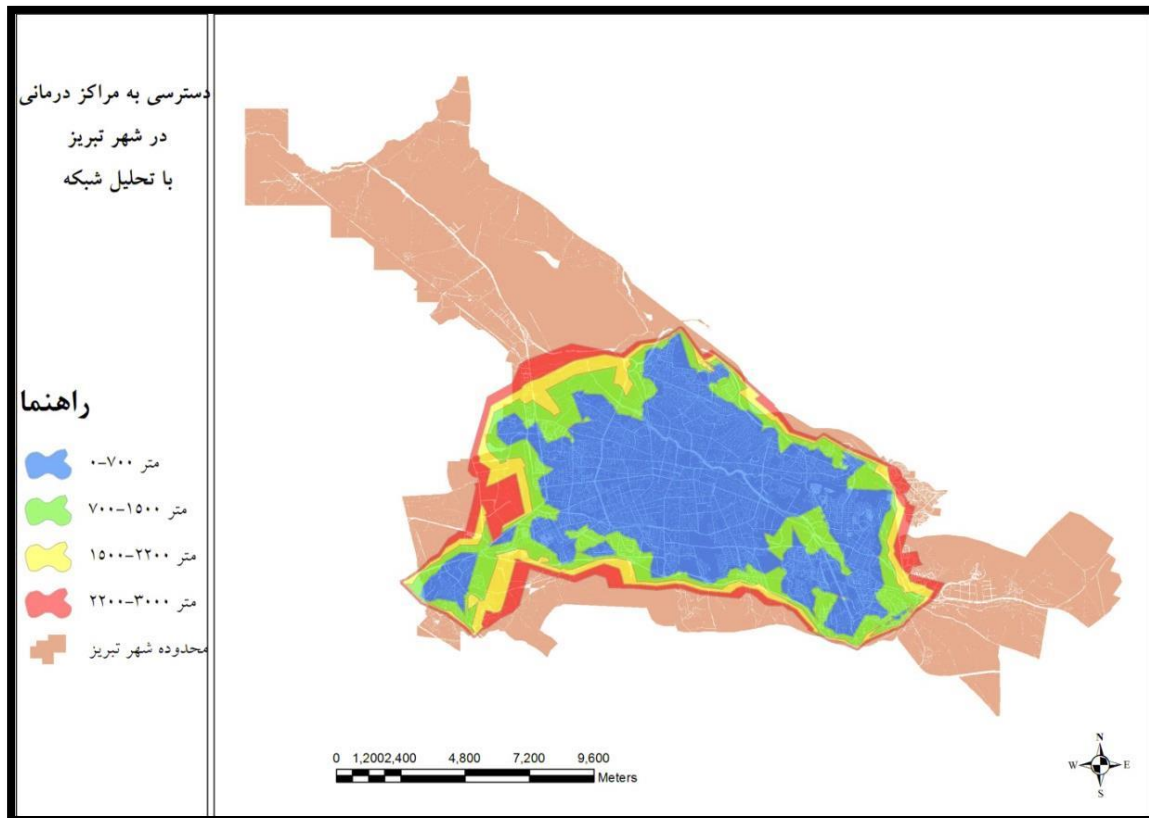 دسترسی به مراکز درمانی
در شهر تبریز
با تحلیل شبکه
راهنما
متر ۷۰۰-۰
متر ۱۵۰۰-۷۰۰
متر ۲۲۰۰-۱۵۰۰
متر ۳۰۰۰-۲۲۰۰
محدوده شهر تبریز
0 1,2002,400 4,800 7,200 9,600
Meters
N
W E
S